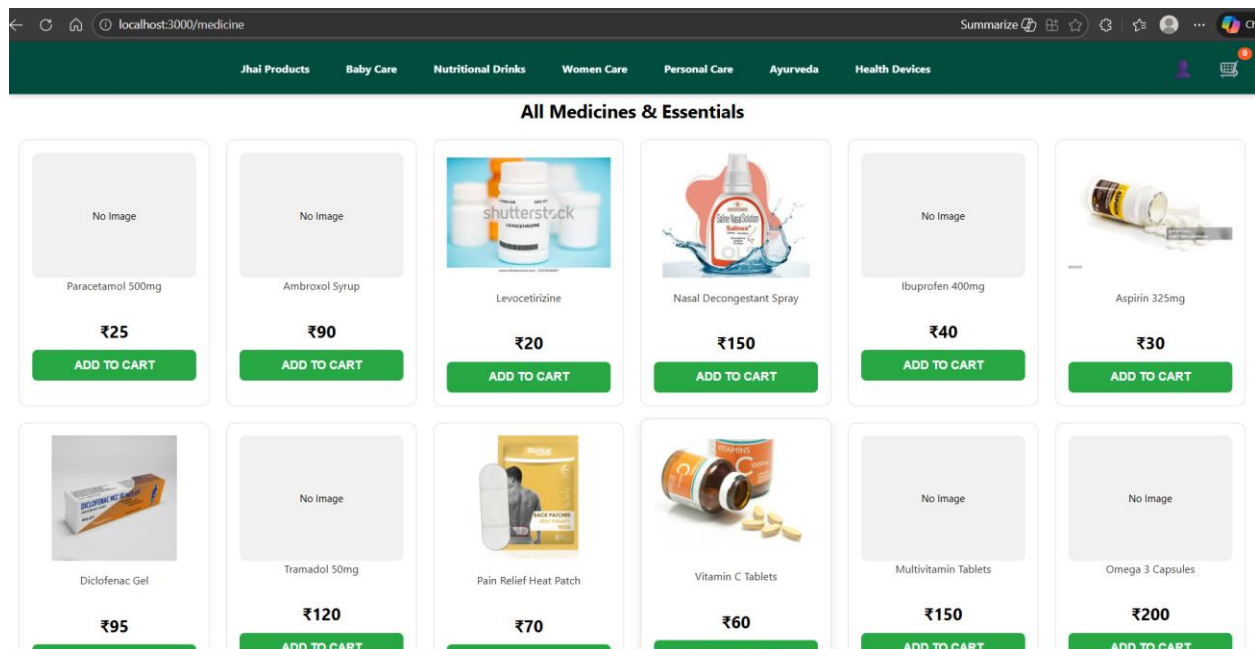 localhost:3000/medicine
Summarize
Jhai Products Baby Care Nutritional Drinks Women Care Personal Care Ayurveda Health Devices
0
All Medicines & Essentials
No Image
No Image
shutterstock
LEVOCETIRIZINE
Saline Nasal Solution
Salinex
No Image
Paracetamol 500mg
Ambroxol Syrup
Levocetirizine
Nasal Decongestant Spray
Ibuprofen 400mg
Aspirin 325mg
₹25
₹90
₹20
₹150
₹40
₹30
ADD TO CART
ADD TO CART
ADD TO CART
ADD TO CART
ADD TO CART
ADD TO CART
No Image
BACK PATCHES
VITAMINS
C
No Image
No Image
Diclofenac Gel
Tramadol 50mg
Pain Relief Heat Patch
Vitamin C Tablets
Multivitamin Tablets
Omega 3 Capsules
₹95
₹120
₹70
₹60
₹150
₹200
ADD TO CART
ADD TO CART
ADD TO CART